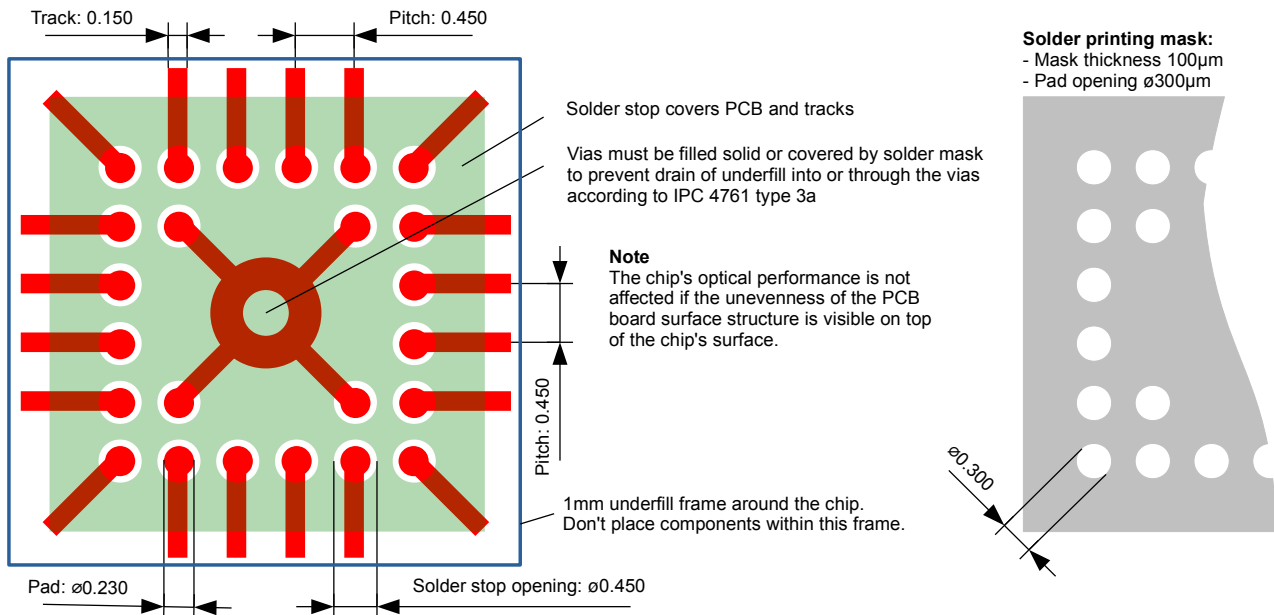 Track: 0.150
Pitch: 0.450
Solder printing mask:
- Mask thickness 100µm
- Pad opening ø300µm
Solder stop covers PCB and tracks
Vias must be filled solid or covered by solder mask
to prevent drain of underfill into or through the vias
according to IPC 4761 type 3a
Note
The chip's optical performance is not
affected if the unevenness of the PCB
board surface structure is visible on top
of the chip's surface.
Pitch: 0.450
ø0.300
1mm underfill frame around the chip.
Don't place components within this frame.
Pad: ø0.230
Solder stop opening: ø0.450